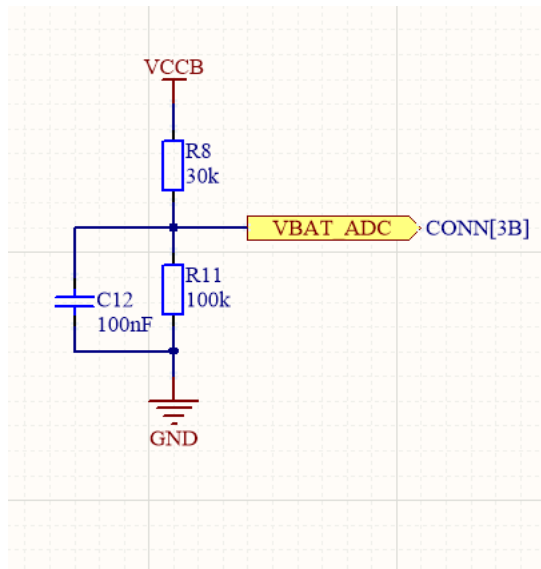 VCCB
R8
30k
VBAT_ADC CONN[3B]
R11
100k
C12
100nF
GND